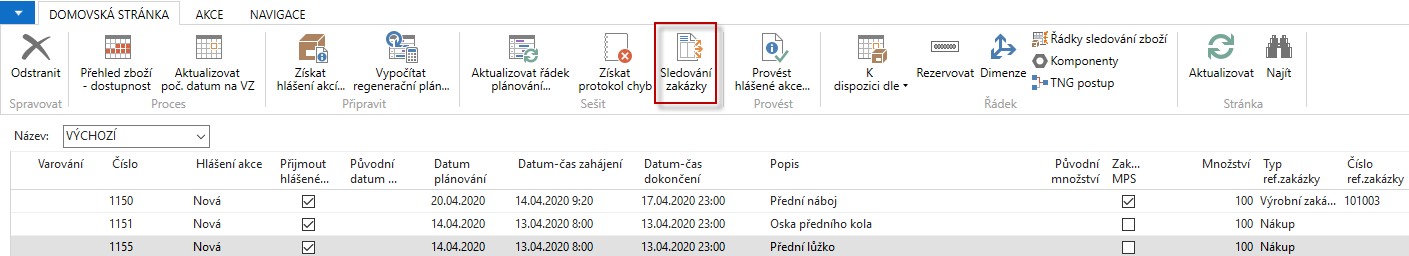 DOMOVSKÁ STRÁNKA AKCE NAVIGACE
Odstranit
Přehled zboží - dostupnost
Aktualizovat poč. datum na VZ
Získat hlášení akcí...
Vypočítat regenerační plán...
Aktualizovat řádek plánování...
Získat protokol chyb
Sledování zakázky
Provést hlášené akce...
K dispozici dle
Rezervovat
Dimenze
Řádky sledování zboží
Komponenty
TNG postup
Aktualizovat
Najít
Spravovat Proces Připravit Sešit Provést Řádek Stránka
Název: VÝCHOZÍ
Varování Číslo Hlášení akce Přijmout hlášené... Původní datum ... Datum plánování Datum-čas zahájení Datum-čas dokončení Popis Původní množství Zak... MPS Množství Typ ref.zakázky Číslo ref.zakázky
1150 Nová 20.04.2020 14.04.2020 9:20 17.04.2020 23:00 Přední náboj 100 Výrobní zaká... 101003
1151 Nová 14.04.2020 13.04.2020 8:00 13.04.2020 23:00 Oska předního kola 100 Nákup
1155 Nová 14.04.2020 13.04.2020 8:00 13.04.2020 23:00 Přední lůžko 100 Nákup